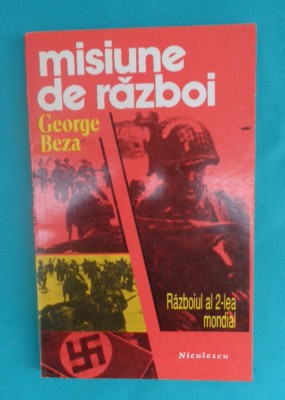 misiune
de război
George
Beza
Războiul al 2-lea
mondial
Niculescu